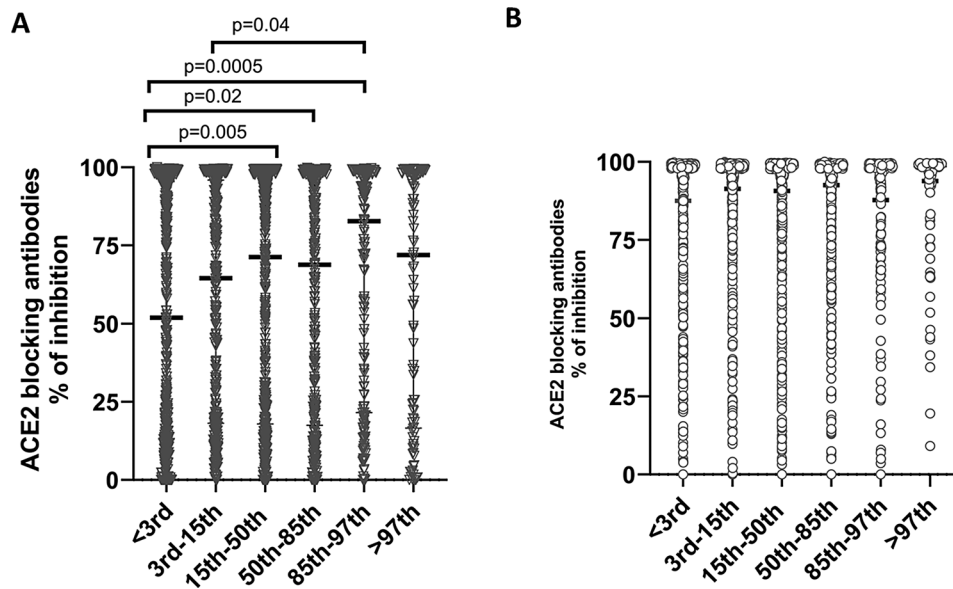 A
B
p=0.04
p=0.0005
p=0.02
p=0.005
ACE2 blocking antibodies
% of inhibition
100
75
50
25
0
<3rd
3rd-15th
15th-50th
50th-85th
85th-97th
>97th
ACE2 blocking antibodies
% of inhibition
100
75
50
25
0
<3rd
3rd-15th
15th-50th
50th-85th
85th-97th
>97th